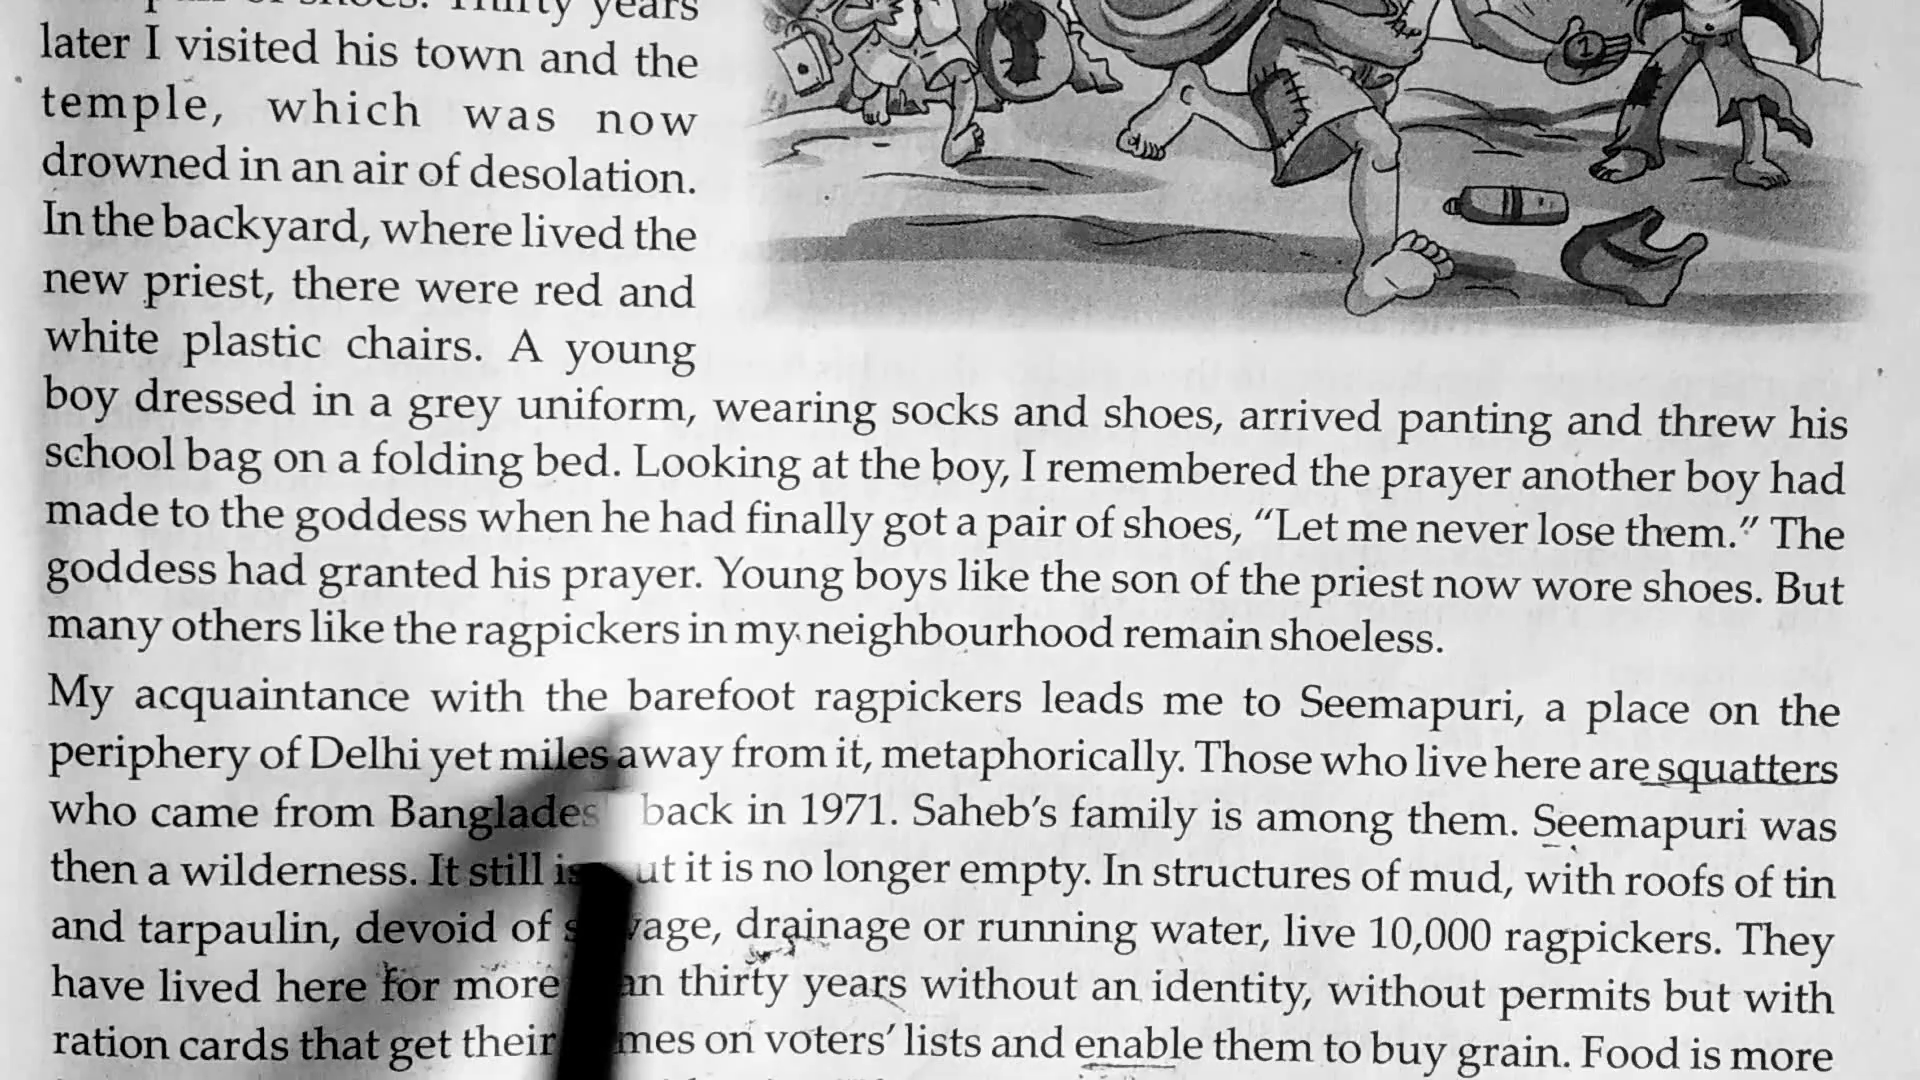 pair of shoes. Thirty years
later I visited his town and the
temple, which was now
drowned in an air of desolation.
In the backyard, where lived the
new priest, there were red and
white plastic chairs. A young
boy dressed in a grey uniform, wearing socks and shoes, arrived panting and threw his
school bag on a folding bed. Looking at the boy, I remembered the prayer another boy had
made to the goddess when he had finally got a pair of shoes, “Let me never lose them.” The
goddess had granted his prayer. Young boys like the son of the priest now wore shoes. But
many others like the ragpickers in my neighbourhood remain shoeless.
My acquaintance with the barefoot ragpickers leads me to Seemapuri, a place on the
periphery of Delhi yet miles away from it, metaphorically. Those who live here are squatters
who came from back in 1971. Saheb’s family is among them. Seemapuri was
then a wilderness. It still is it is no longer empty. In structures of mud, with roofs of tin
and tarpaulin, devoid of drainage or running water, live 10,000 ragpickers. They
have lived here for more thirty years without an identity, without permits but with
ration cards that get their on voters’ lists and enable them to buy grain. Food is more
1